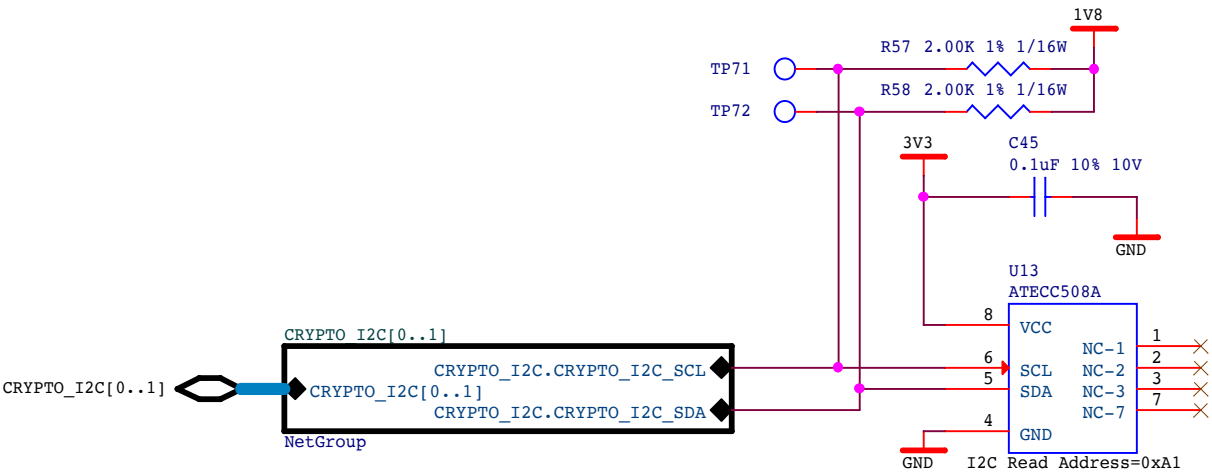 1V8
R57 2.00K 1% 1/16W
TP71
R58 2.00K 1% 1/16W
TP72
3V3
C45
0.1uF 10% 10V
GND
U13
ATECC508A
8
VCC
1
NC-1
6
SCL
2
NC-2
5
SDA
3
NC-3
7
NC-7
4
GND
GND
I2C Read Address=0xA1
CRYPTO_I2C[0..1]
CRYPTO_I2C.CRYPTO_I2C_SCL
CRYPTO_I2C[0..1]
CRYPTO_I2C[0..1]
CRYPTO_I2C.CRYPTO_I2C_SDA
NetGroup